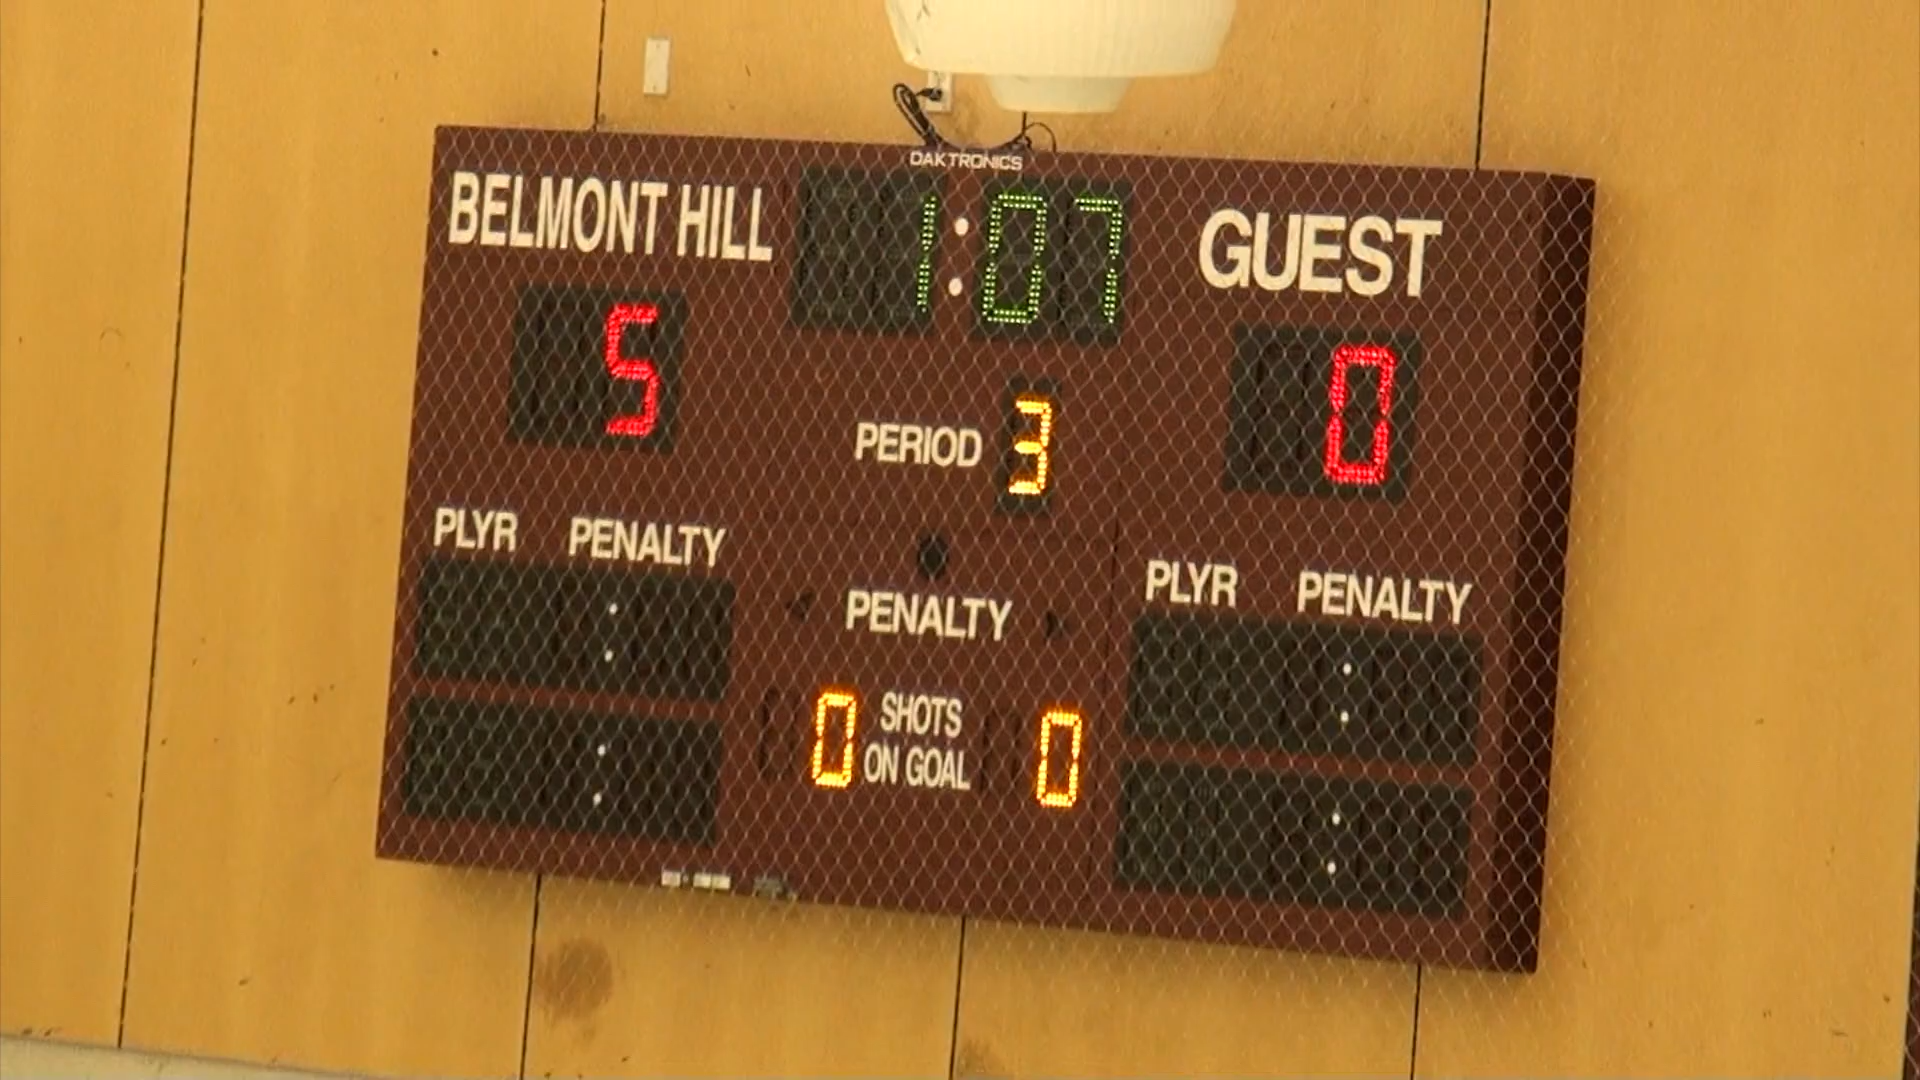 DAKTRONICS
BELMONT HILL
1:07
GUEST
5
0
PERIOD 3
PLYR PENALTY
PENALTY
PLYR PENALTY
0 SHOTS ON GOAL 0